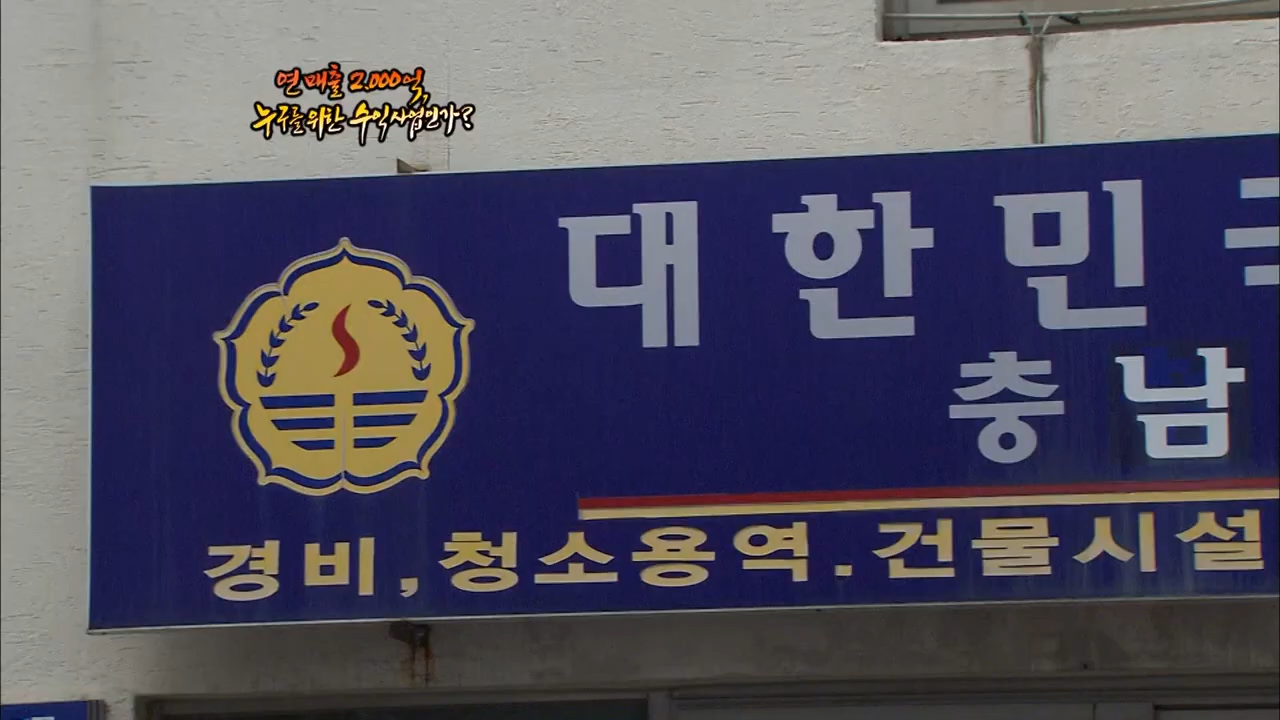 연 매출 2.000억,
누구를 위한 수익사업인가?
대한민
충남
경비,청소용역.건물시설